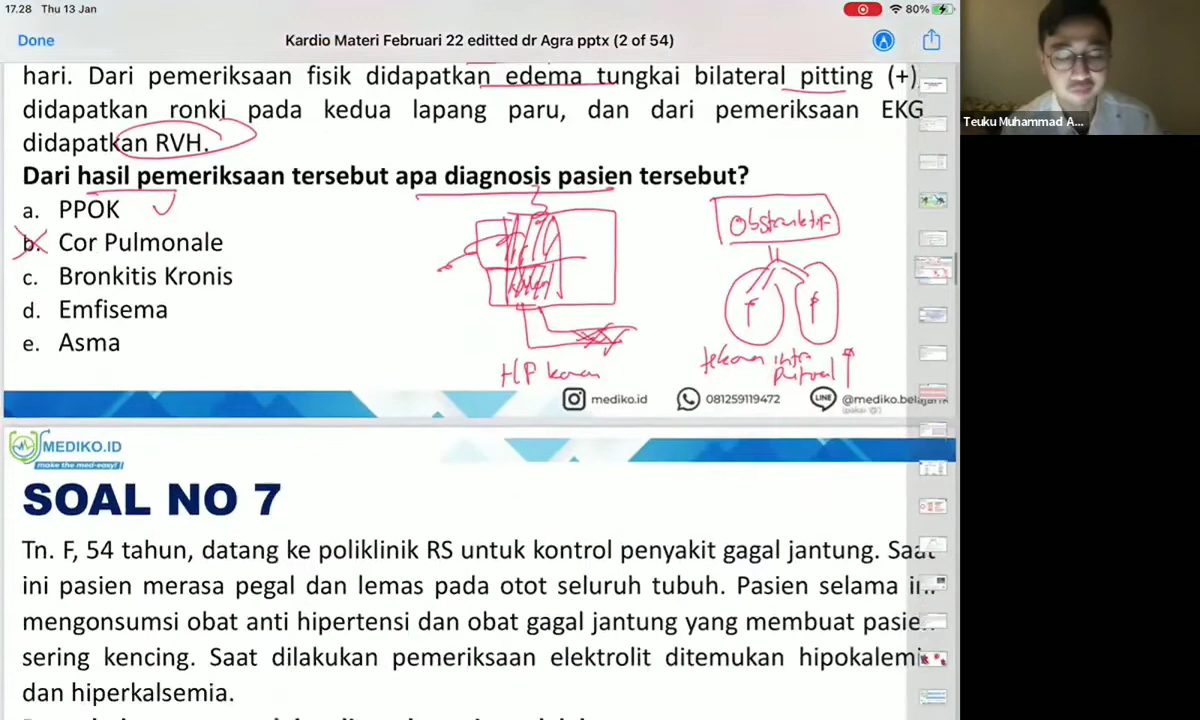 17.28 Thu 13 Jan
80%
Done
Kardio Materi Februari 22 editted dr Agra pptx (2 of 54)
hari. Dari pemeriksaan fisik didapatkan edema tungkai bilateral pitting (+),
didapatkan ronki pada kedua lapang paru, dan dari pemeriksaan EKG
didapatkan RVH.
Dari hasil pemeriksaan tersebut apa diagnosis pasien tersebut?
a. PPOK
b. Cor Pulmonale
c. Bronkitis Kronis
d. Emfisema
e. Asma
Obstruktif
tekanan intra
↑
mediko.id
081259119472
LINE
@mediko.belajar
MEDIKO.ID
make the med-easy!!
SOAL NO 7
Tn. F, 54 tahun, datang ke poliklinik RS untuk kontrol penyakit gagal jantung. Saat
ini pasien merasa pegal dan lemas pada otot seluruh tubuh. Pasien selama
mengonsumsi obat anti hipertensi dan obat gagal jantung yang membuat
sering kencing. Saat dilakukan pemeriksaan elektrolit ditemukan
dan hiperkalsemia.
Teuku Muhammad A...